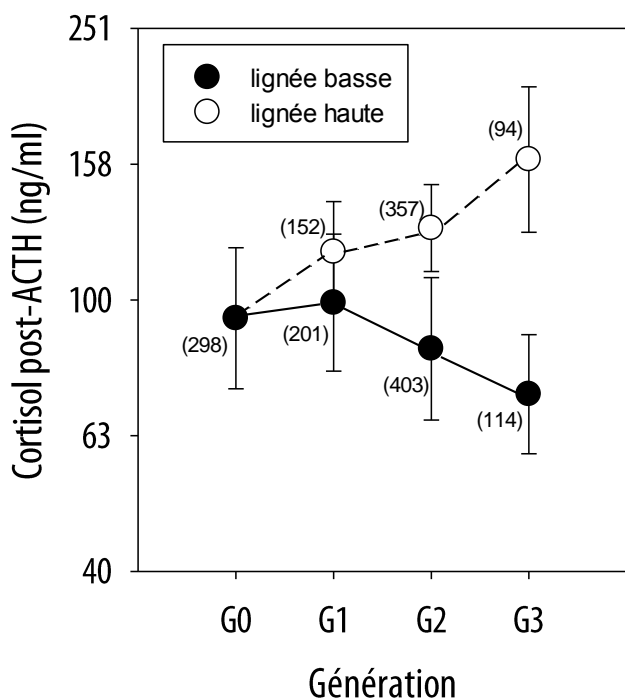 251
158
100
63
40
Cortisol post-ACTH (ng/ml)
lignée basse
lignée haute
(94)
(357)
(152)
(298)
(201)
(403)
(114)
G0 G1 G2 G3
Génération